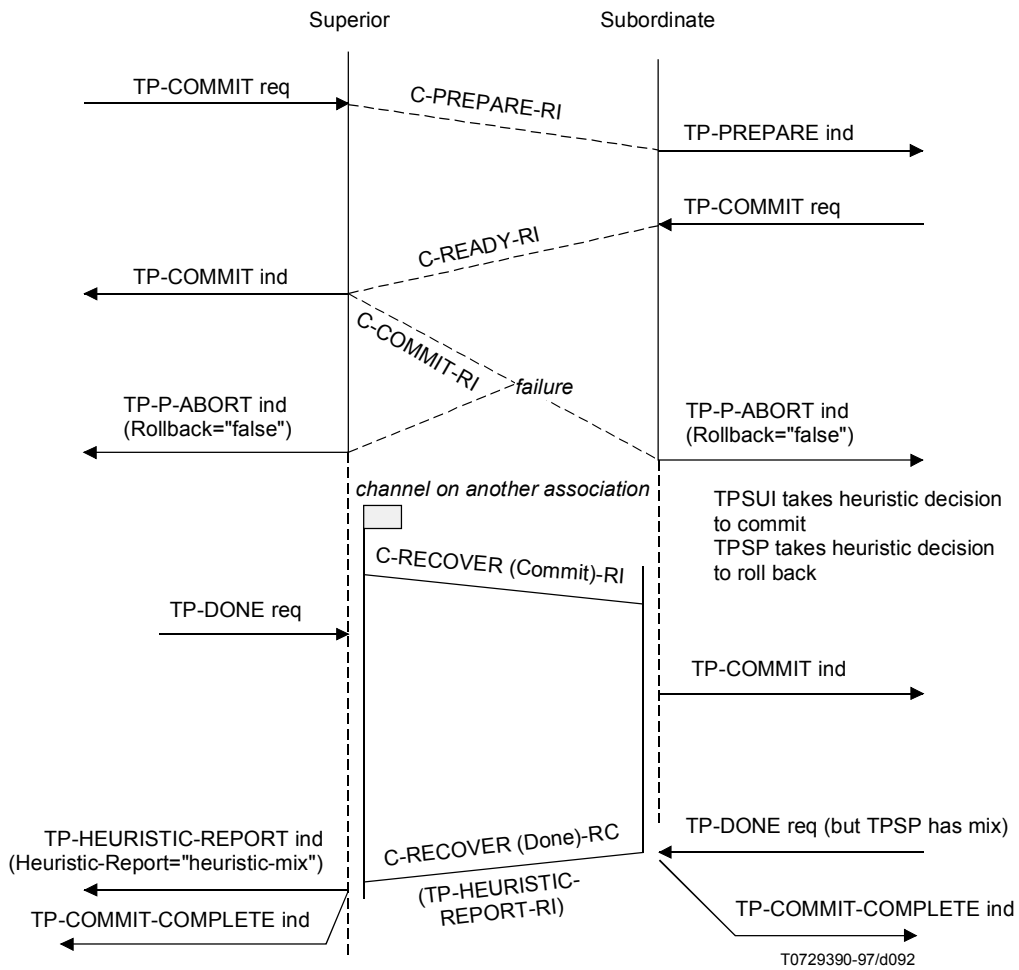 Superior
Subordinate
TP-COMMIT req
C-PREPARE-RI
TP-PREPARE ind
TP-COMMIT req
C-READY-RI
TP-COMMIT ind
C-COMMIT-RI
failure
TP-P-ABORT ind
(Rollback="false")
TP-P-ABORT ind
(Rollback="false")
channel on another association
TPSUI takes heuristic decision
to commit
TPSP takes heuristic decision
to roll back
C-RECOVER (Commit)-RI
TP-DONE req
TP-COMMIT ind
TP-HEURISTIC-REPORT ind
(Heuristic-Report="heuristic-mix")
C-RECOVER (Done)-RC
TP-DONE req (but TPSP has mix)
(TP-HEURISTIC-
REPORT-RI)
TP-COMMIT-COMPLETE ind
TP-COMMIT-COMPLETE ind
T0729390-97/d092